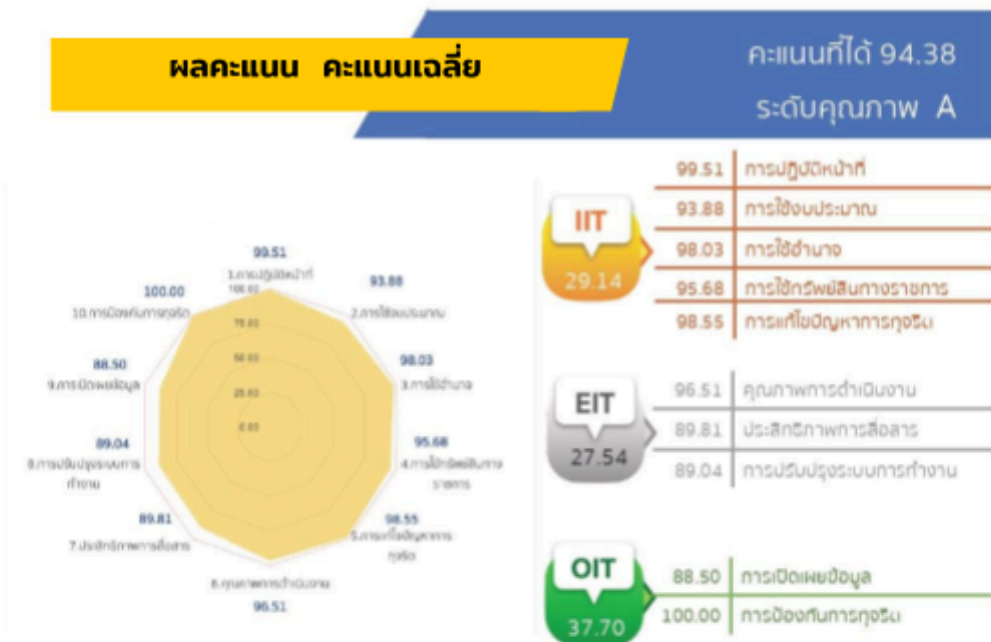 ผลคะแนน คะแนนเฉลี่ย
คะแนนที่ได้ 94.38
ระดับคุณภาพ A
99.51
1.การปฏิบัติหน้าที่
100.00
75.00
50.00
25.00
0.00
93.88
2.การใช้งบประมาณ
98.03
3.การใช้อำนาจ
95.68
4.การใช้ทรัพย์สินทาง
ราชการ
98.55
5.การแก้ไขปัญหาการ
ทุจริต
6.คุณภาพการดำเนินงาน
96.51
89.81
7.ประสิทธิภาพการสื่อสาร
89.04
8.การปรับปรุงระบบการ
ทำงาน
88.50
9.การเปิดเผยข้อมูล
100.00
10.การป้องกันการทุจริต
IIT
29.14
99.51 การปฏิบัติหน้าที่
93.88 การใช้งบประมาณ
98.03 การใช้อำนาจ
95.68 การใช้ทรัพย์สินทางราชการ
98.55 การแก้ไขปัญหาการทุจริต
EIT
27.54
96.51 คุณภาพการดำเนินงาน
89.81 ประสิทธิภาพการสื่อสาร
89.04 การปรับปรุงระบบการทำงาน
OIT
37.70
88.50 การเปิดเผยข้อมูล
100.00 การป้องกันการทุจริต